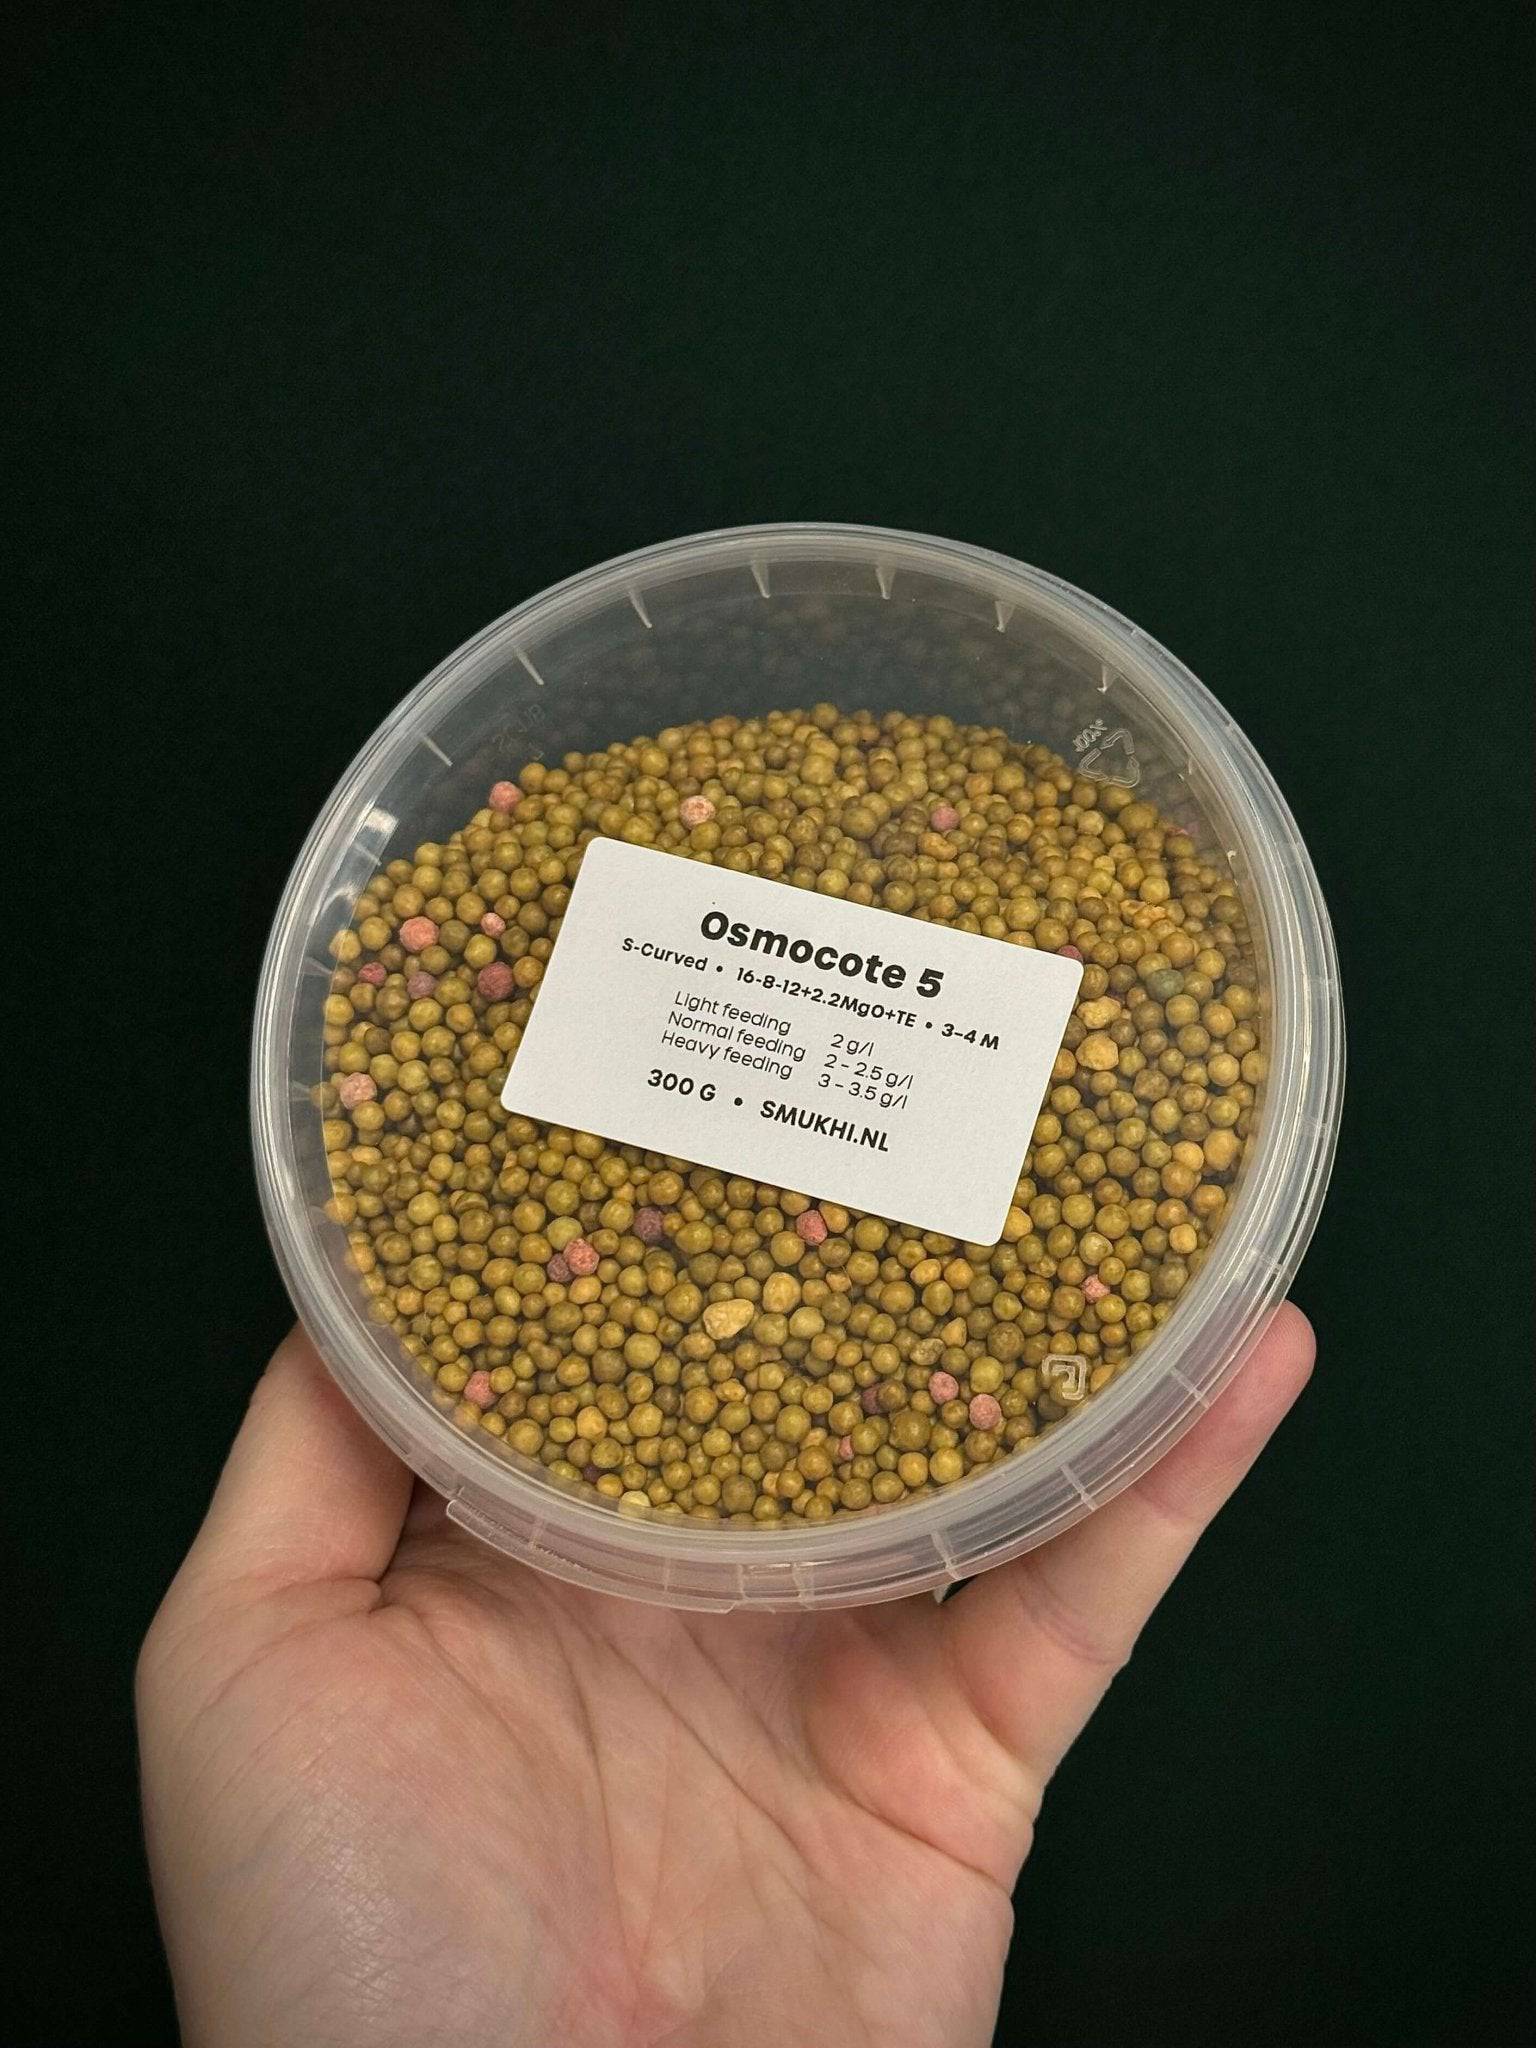 Osmocote 5
S-Curved • 16-8-12+2.2MgO+TE • 3-4 M
Light feeding 2 g/l
Normal feeding 2 - 2.5 g/l
Heavy feeding 3 - 3.5 g/l
300 G • SMUKHI.NL
100%